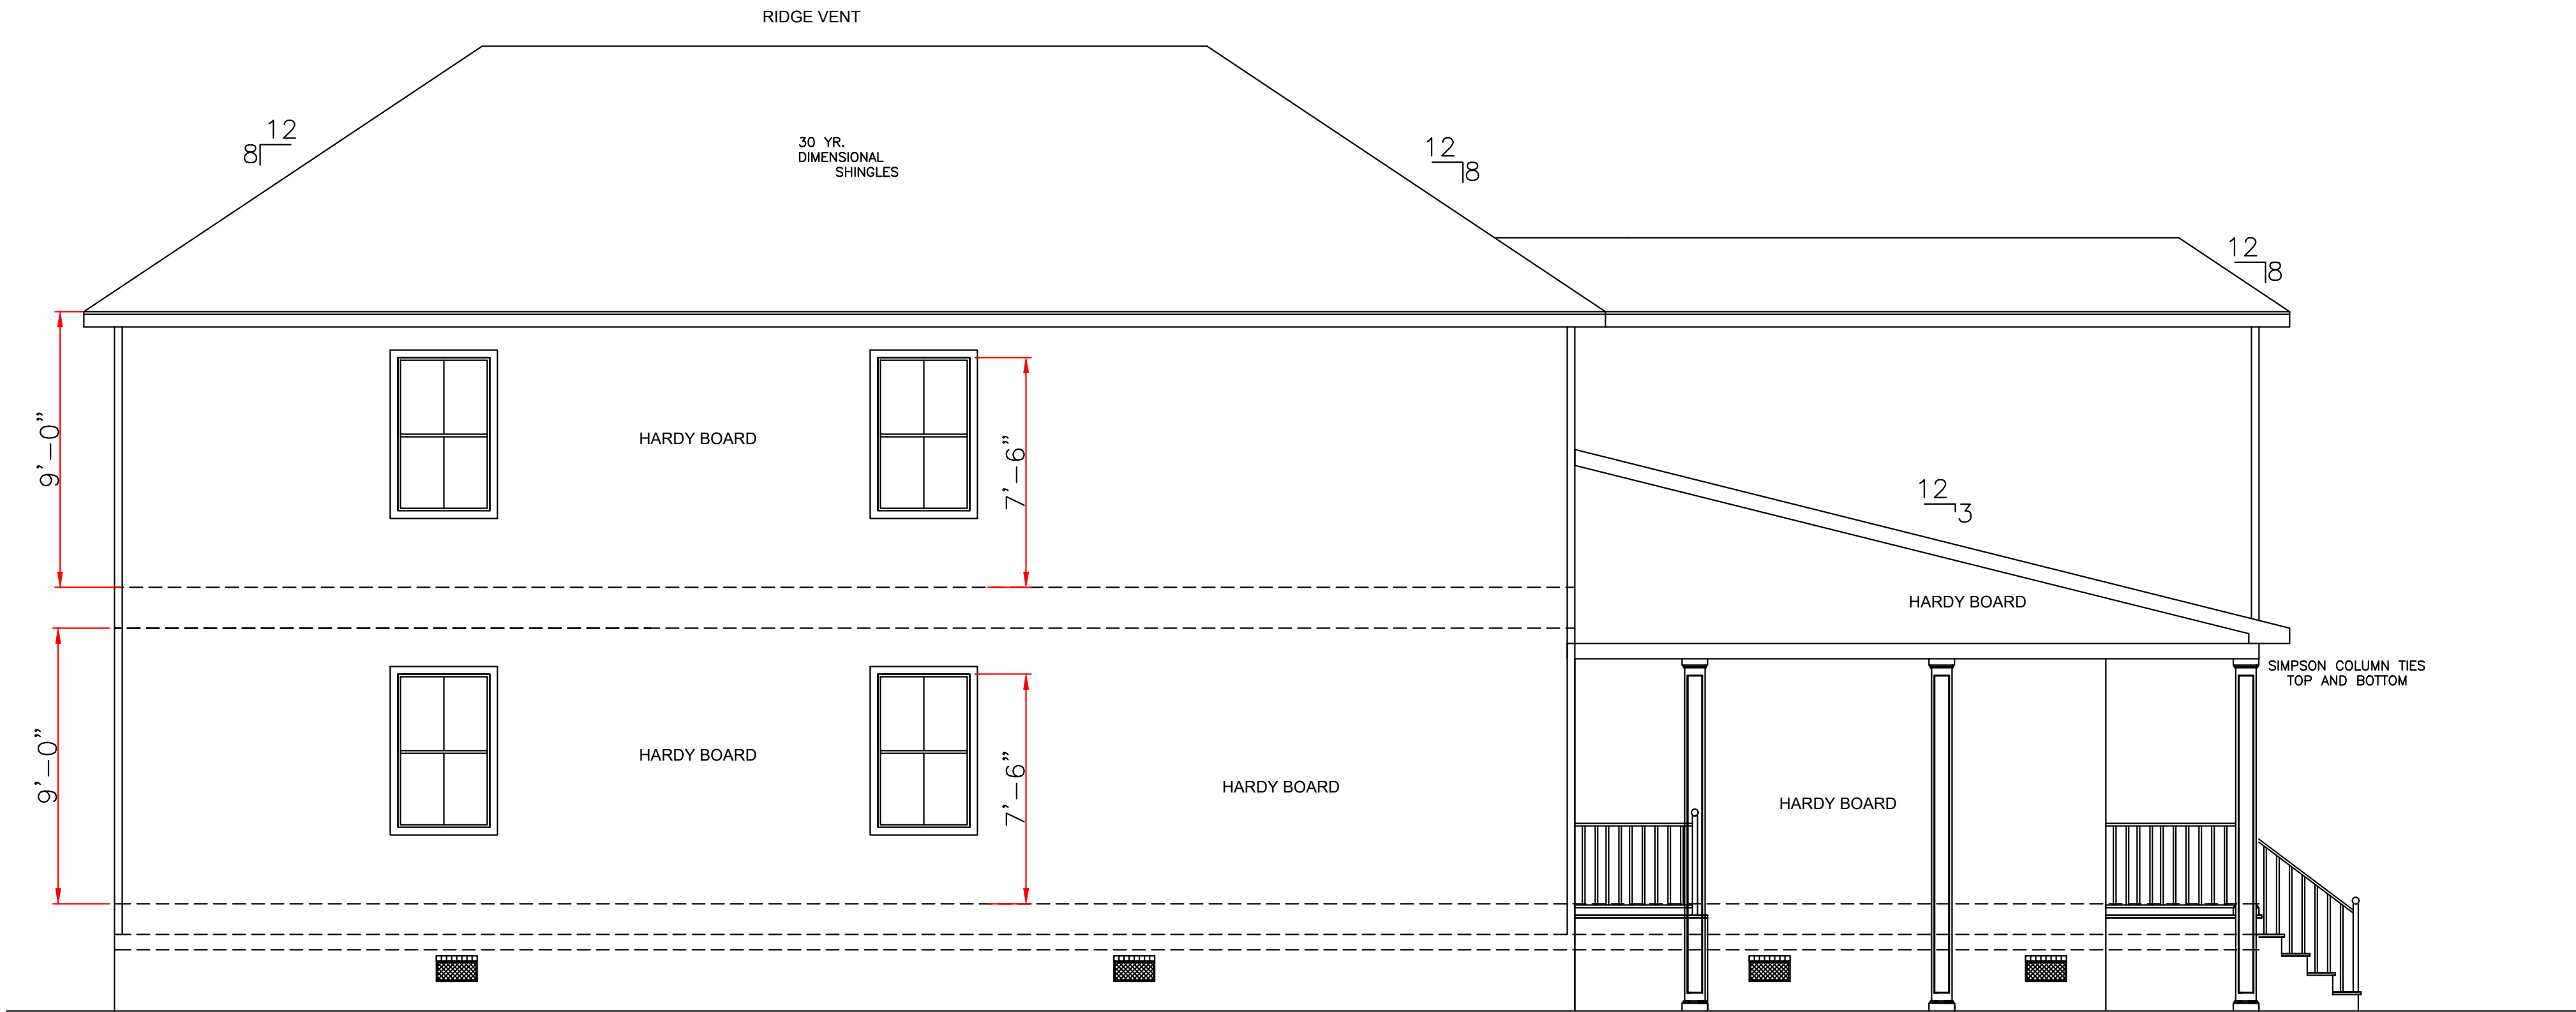 RIDGE VENT
12
8
30 YR.
DIMENSIONAL
SHINGLES
12
8
12
8
9'-0"
HARDY BOARD
7'-6"
12
3
HARDY BOARD
SIMPSON COLUMN TIES
TOP AND BOTTOM
9'-0"
HARDY BOARD
7'-6"
HARDY BOARD
HARDY BOARD